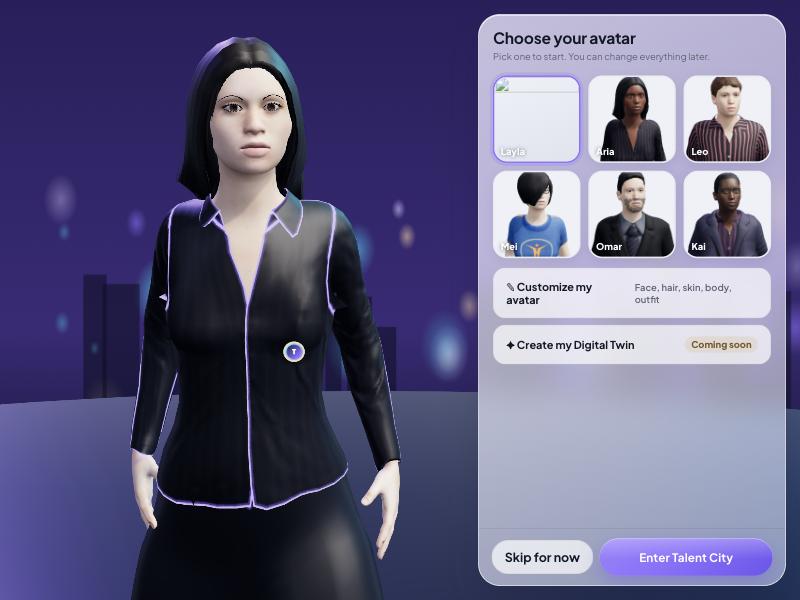 Choose your avatar
Pick one to start. You can change everything later.
Layla
Aria
Leo
Mei
Omar
Kai
✎ Customize my avatar
Face, hair, skin, body, outfit
✦ Create my Digital Twin
Coming soon
T
Skip for now
Enter Talent City